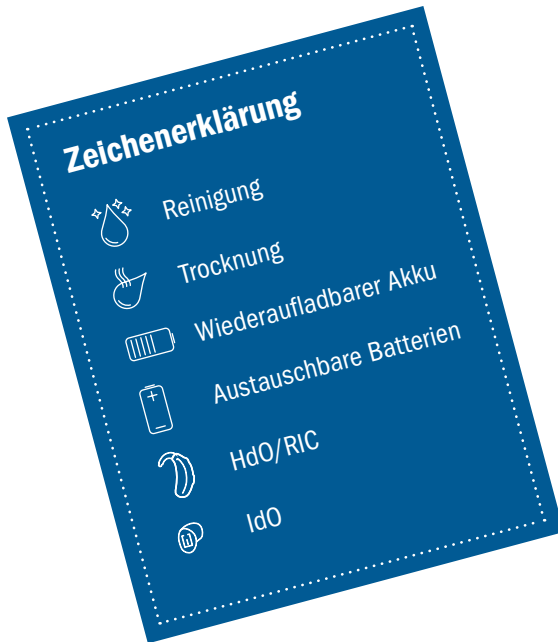 Zeichenerklärung
Reinigung
Trocknung
Wiederaufladbarer Akku
Austauschbare Batterien
HdO/RIC
IdO